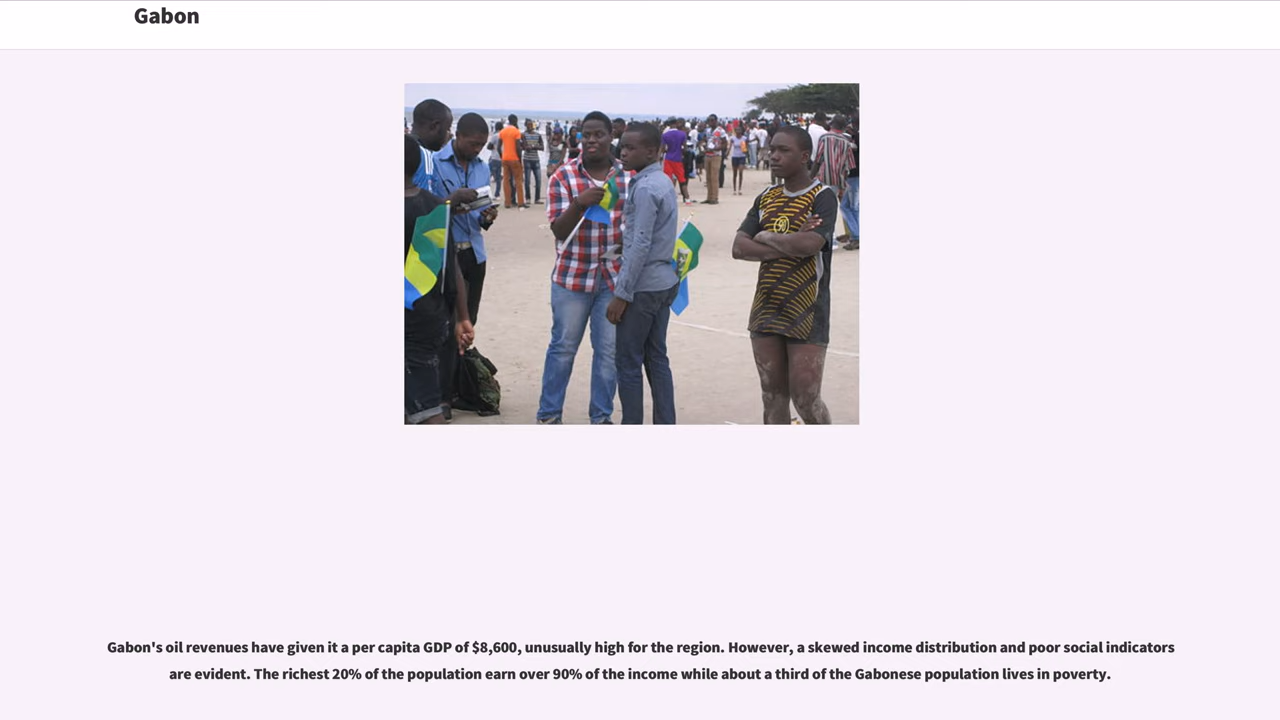 Gabon
Gabon's oil revenues have given it a per capita GDP of $8,600, unusually high for the region. However, a skewed income distribution and poor social indicators
are evident. The richest 20% of the population earn over 90% of the income while about a third of the Gabonese population lives in poverty.